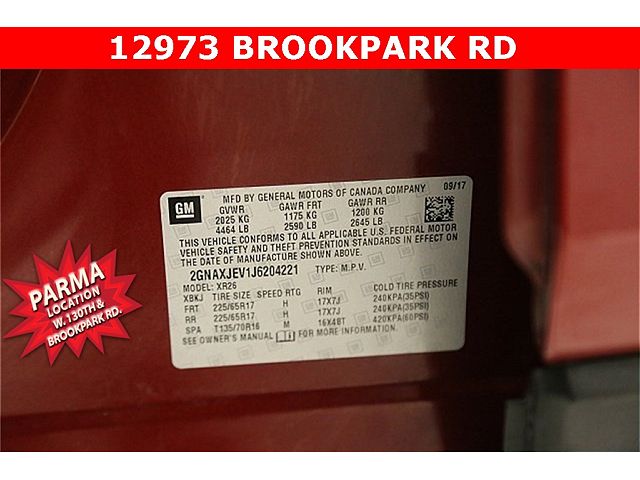 12973 BROOKPARK RD
PARMA
LOCATION
W. 130TH &
BROOKPARK RD.
GM
MFD BY GENERAL MOTORS OF CANADA COMPANY 09/17
GVWR GAWR FRT GAWR RR
2025 KG 1175 KG 1200 KG
4464 LB 2590 LB 2645 LB
THIS VEHICLE CONFORMS TO ALL APPLICABLE U.S. FEDERAL MOTOR
VEHICLE SAFETY AND THEFT PREVENTION STANDARDS IN EFFECT ON
THE DATE OF MANUFACTURE SHOWN ABOVE.
2GNAXJEV1J6204221 TYPE: M.P.V.
MODEL: XR26
XBKJ TIRE SIZE SPEED RTG RIM COLD TIRE PRESSURE
FRT 225/65R17 H 17X7J 240KPA(35PSI)
RR 225/65R17 H 17X7J 240KPA(35PSI)
SPA T135/70R16 M 16X4BT 420KPA(60PSI)
SEE OWNER'S MANUAL FOR MORE INFORMATION.